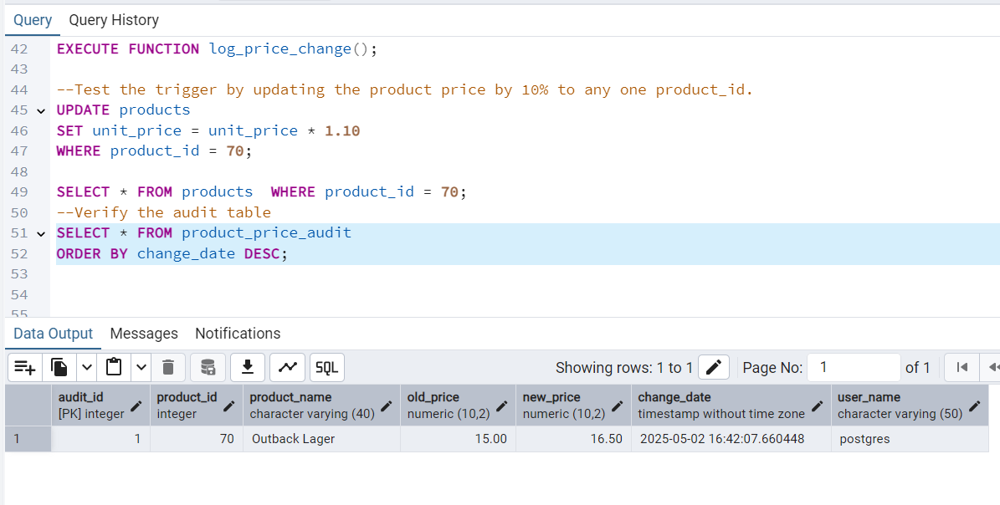 Query Query History
42 EXECUTE FUNCTION log_price_change();
43
44 --Test the trigger by updating the product price by 10% to any one product_id.
45 UPDATE products
46 SET unit_price = unit_price * 1.10
47 WHERE product_id = 70;
48
49 SELECT * FROM products  WHERE product_id = 70;
50 --Verify the audit table
51 SELECT * FROM product_price_audit
52 ORDER BY change_date DESC;
53
54
55
Data Output Messages Notifications
SQL Showing rows: 1 to 1 Page No: 1 of 1
audit_id product_id product_name old_price new_price change_date user_name
[PK] integer integer character varying (40) numeric (10,2) numeric (10,2) timestamp without time zone character varying (50)
1 1 70 Outback Lager 15.00 16.50 2025-05-02 16:42:07.660448 postgres